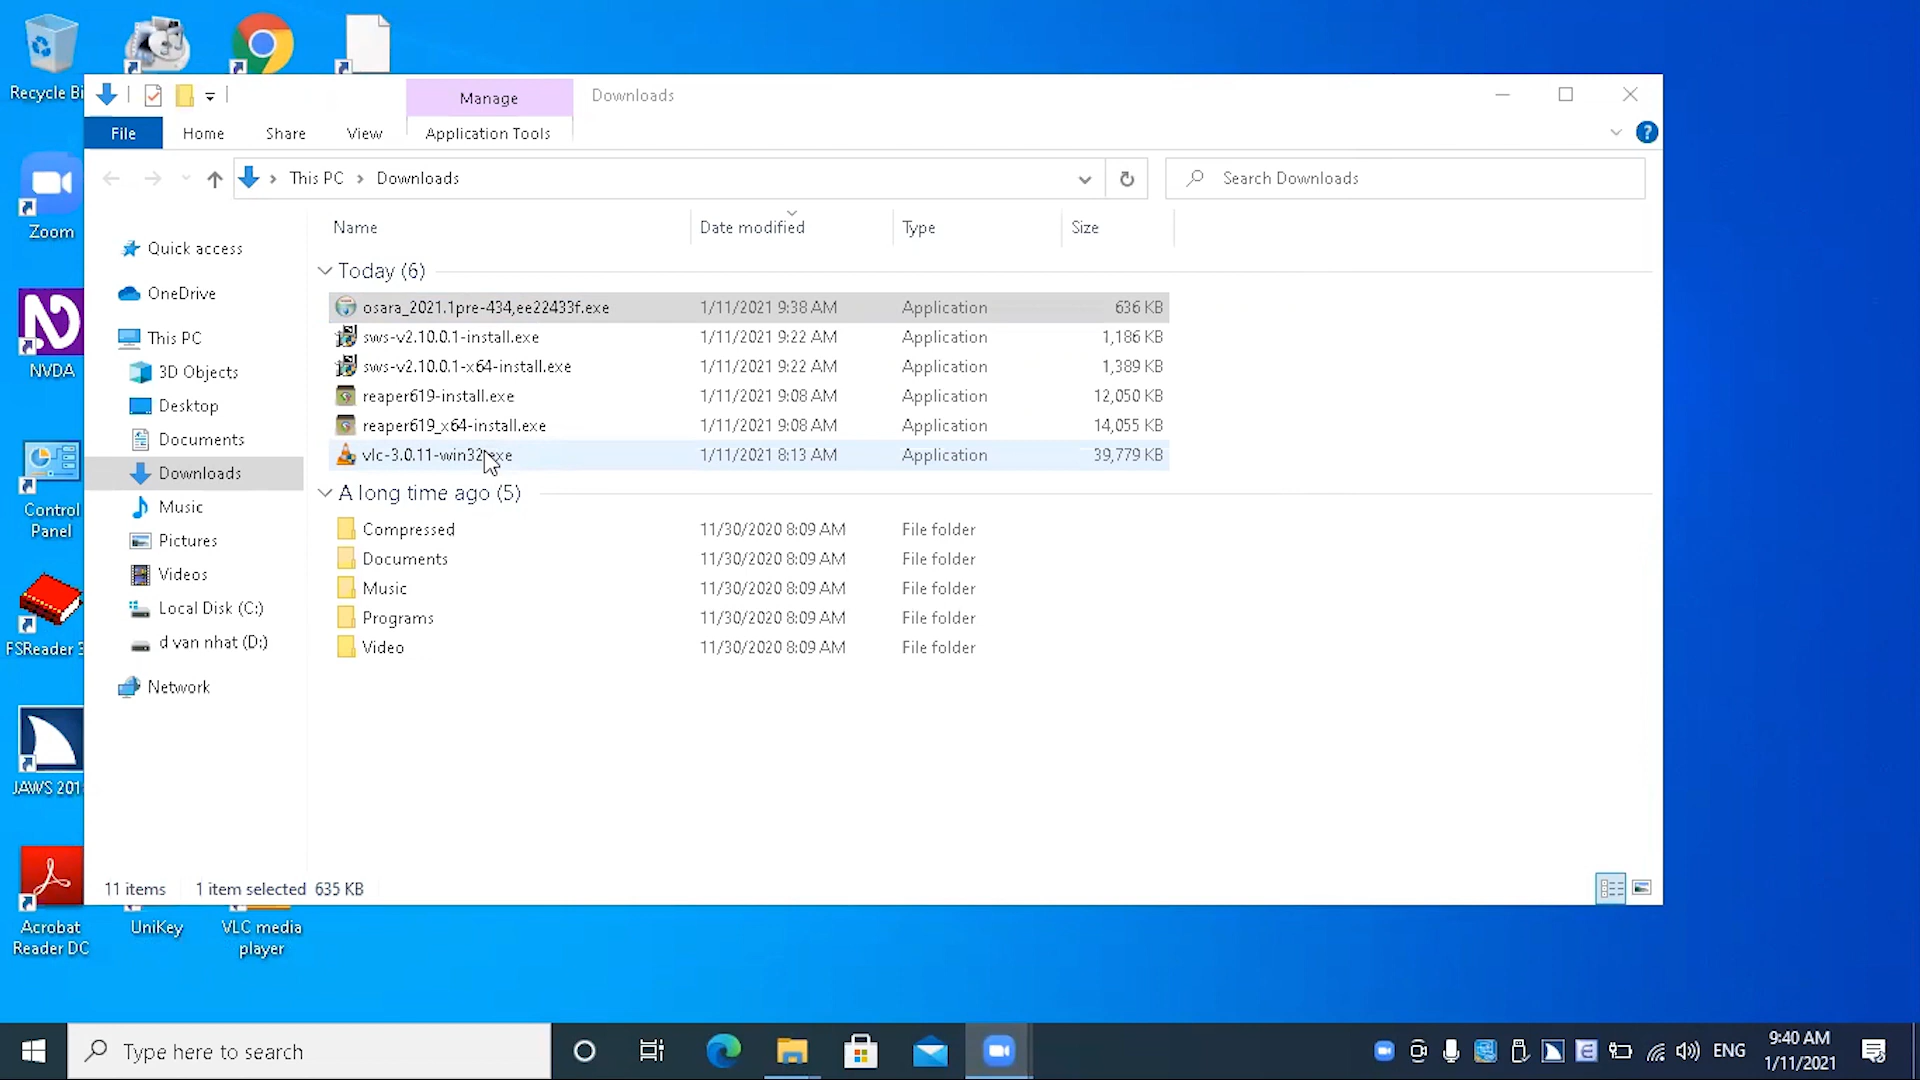 Recycle Bi
Manage
Downloads
File
Home
Share
View
Application Tools
?
This PC
Downloads
Search Downloads
Name
Date modified
Type
Size
Today (6)
osara_2021.1pre-434,ee22433f.exe 1/11/2021 9:38 AM Application 636 KB
sws-v2.10.0.1-install.exe 1/11/2021 9:22 AM Application 1,186 KB
sws-v2.10.0.1-x64-install.exe 1/11/2021 9:22 AM Application 1,389 KB
reaper619-install.exe 1/11/2021 9:08 AM Application 12,050 KB
reaper619_x64-install.exe 1/11/2021 9:08 AM Application 14,055 KB
vlc-3.0.11-win32.exe 1/11/2021 8:13 AM Application 39,779 KB
A long time ago (5)
Compressed 11/30/2020 8:09 AM File folder
Documents 11/30/2020 8:09 AM File folder
Music 11/30/2020 8:09 AM File folder
Programs 11/30/2020 8:09 AM File folder
Video 11/30/2020 8:09 AM File folder
Quick access
OneDrive
This PC
3D Objects
Desktop
Documents
Downloads
Music
Pictures
Videos
Local Disk (C:)
d van nhat (D:)
Network
11 items
1 item selected 635 KB
Zoom
NVDA
Control
Panel
FSReader 3
JAWS 201
Acrobat
Reader DC
UniKey
VLC media
player
Type here to search
ENG
9:40 AM
1/11/2021